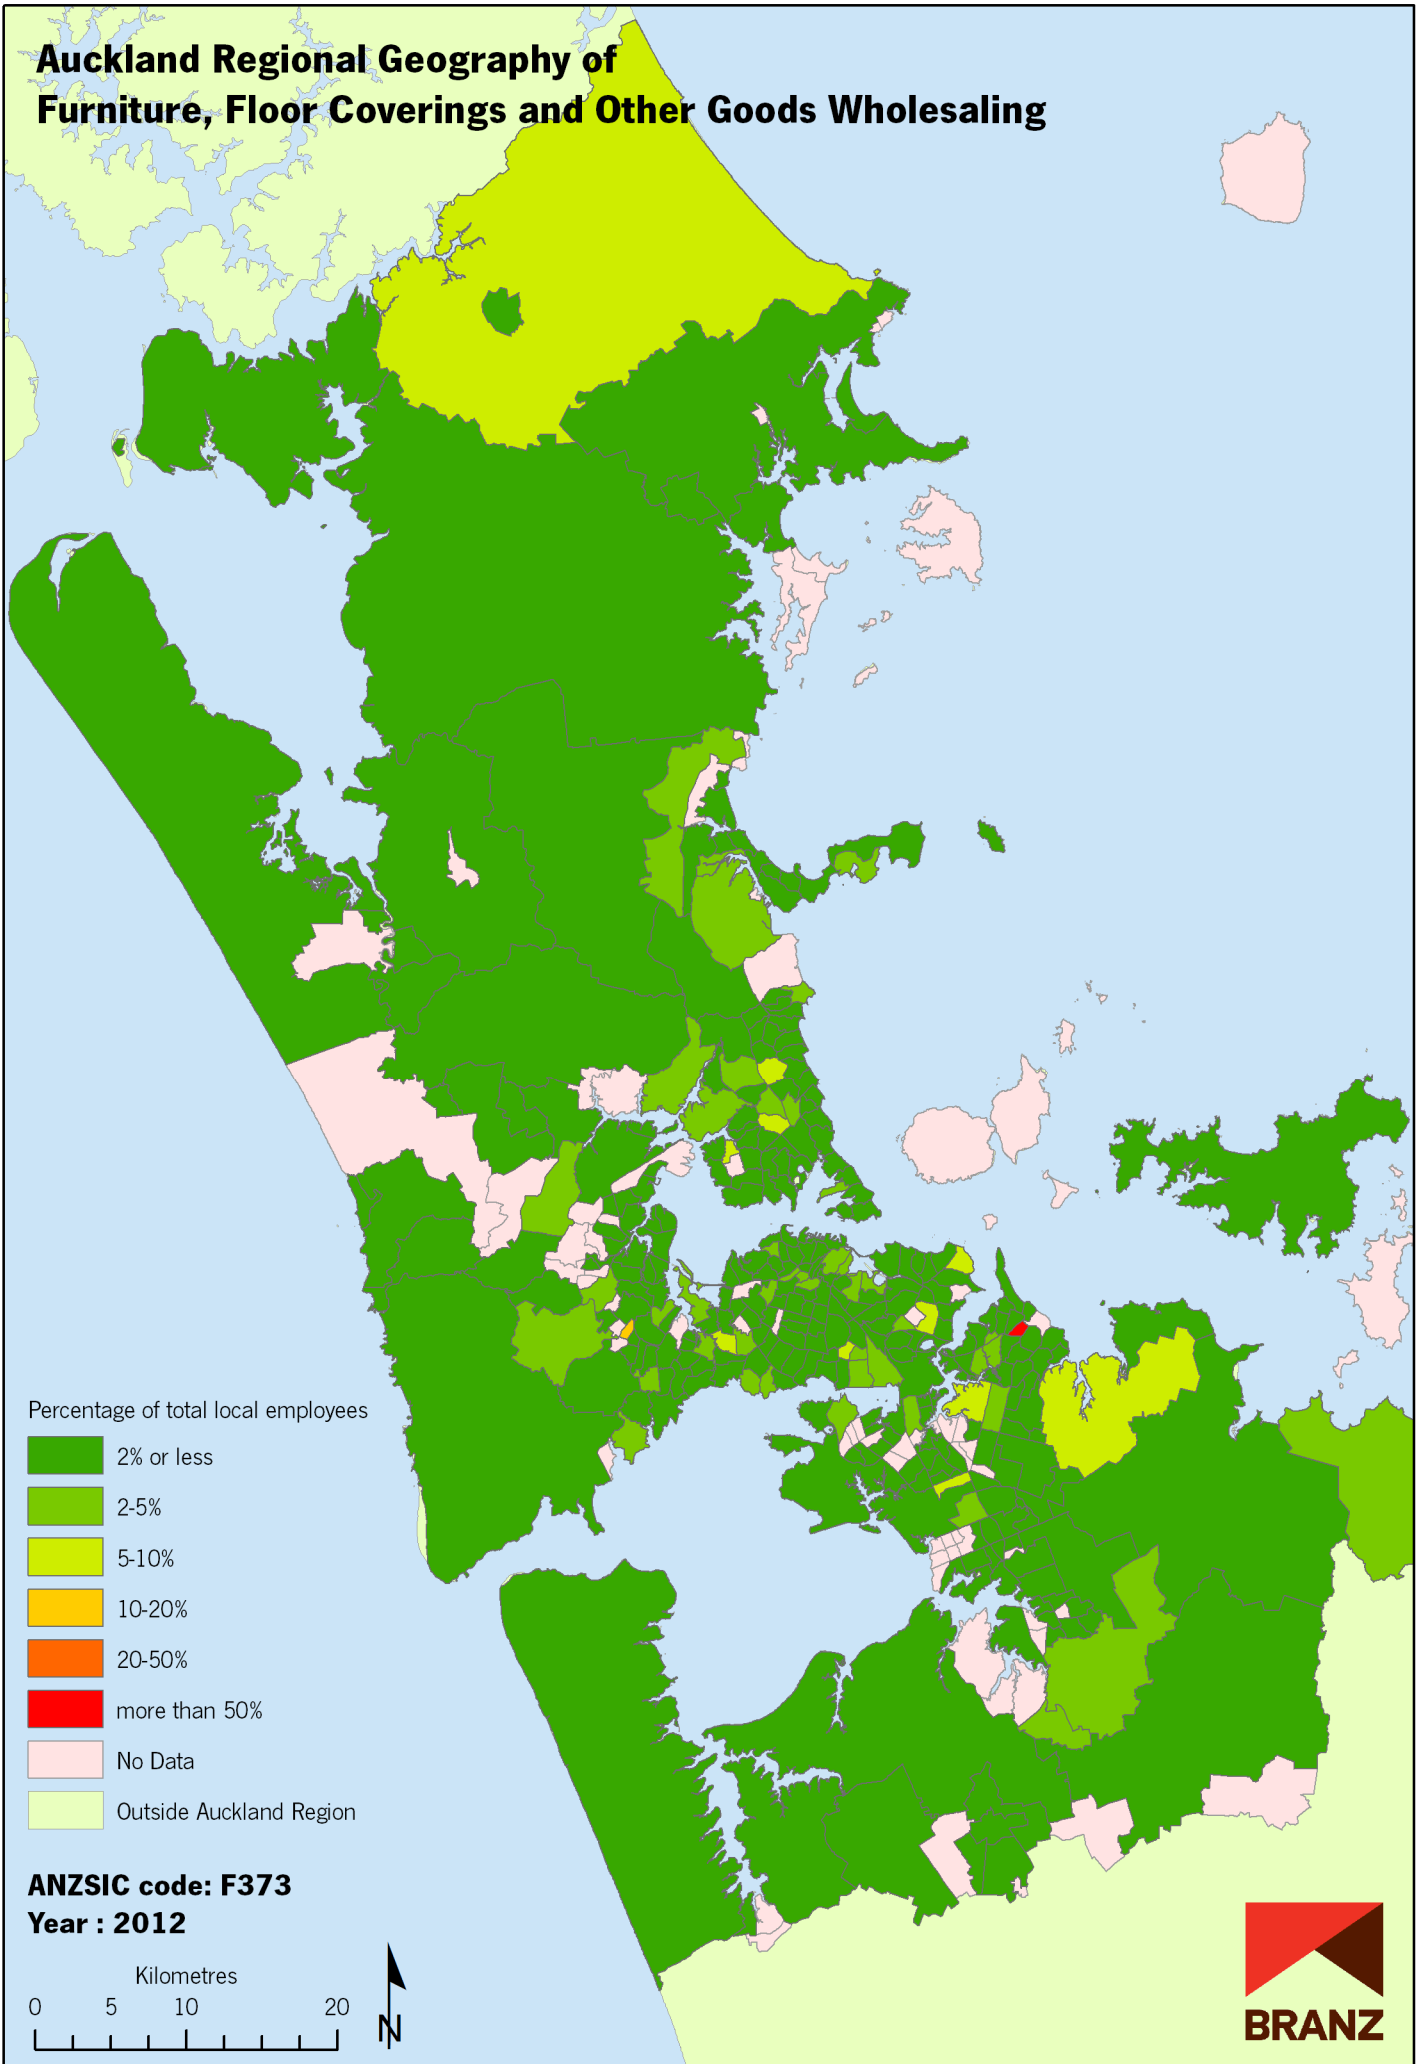 Auckland Regional Geography of
Furniture, Floor Coverings and Other Goods Wholesaling
Percentage of total local employees
2% or less
2-5%
5-10%
10-20%
20-50%
more than 50%
No Data
Outside Auckland Region
ANZSIC code: F373
Year : 2012
Kilometres
0 5 10 20
N
BRANZ